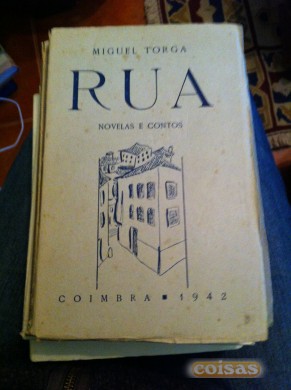 MIGUEL TORGA
RUA
NOVELAS E CONTOS
COIMBRA ▪ 1942
coisas